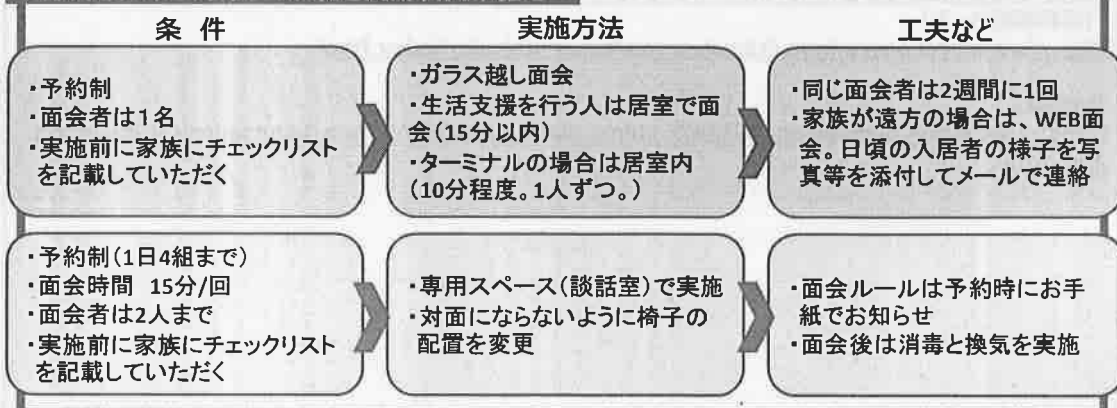 条 件
実施方法
工夫など
・予約制
・面会者は１名
・実施前に家族にチェックリスト
を記載していただく
・ガラス越し面会
・生活支援を行う人は居室で面
会（15分以内）
・ターミナルの場合は居室内
（10分程度。1人ずつ。）
・同じ面会者は2週間に1回
・家族が遠方の場合は、WEB面
会。日頃の入居者の様子を写
真等を添付してメールで連絡
・予約制（1日4組まで）
・面会時間 15分/回
・面会者は2人まで
・実施前に家族にチェックリスト
を記載していただく
・専用スペース（談話室）で実施
・対面にならないように椅子の
配置を変更
・面会ルールは予約時にお手
紙でお知らせ
・面会後は消毒と換気を実施